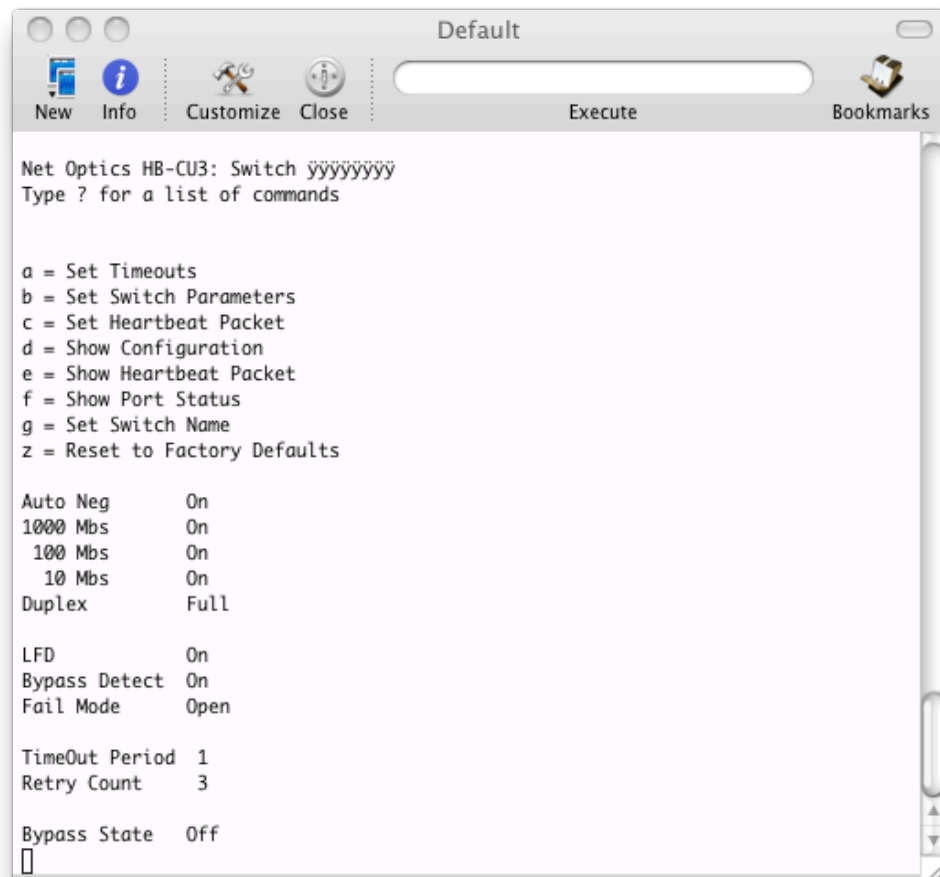 Default
New
Info
Customize
Close
Execute
Bookmarks
Net Optics HB-CU3: Switch ÿÿÿÿÿÿÿÿ
Type ? for a list of commands
a = Set Timeouts
b = Set Switch Parameters
c = Set Heartbeat Packet
d = Show Configuration
e = Show Heartbeat Packet
f = Show Port Status
g = Set Switch Name
z = Reset to Factory Defaults
Auto Neg On
1000 Mbs On
100 Mbs On
10 Mbs On
Duplex Full
LFD On
Bypass Detect On
Fail Mode Open
TimeOut Period 1
Retry Count 3
Bypass State Off